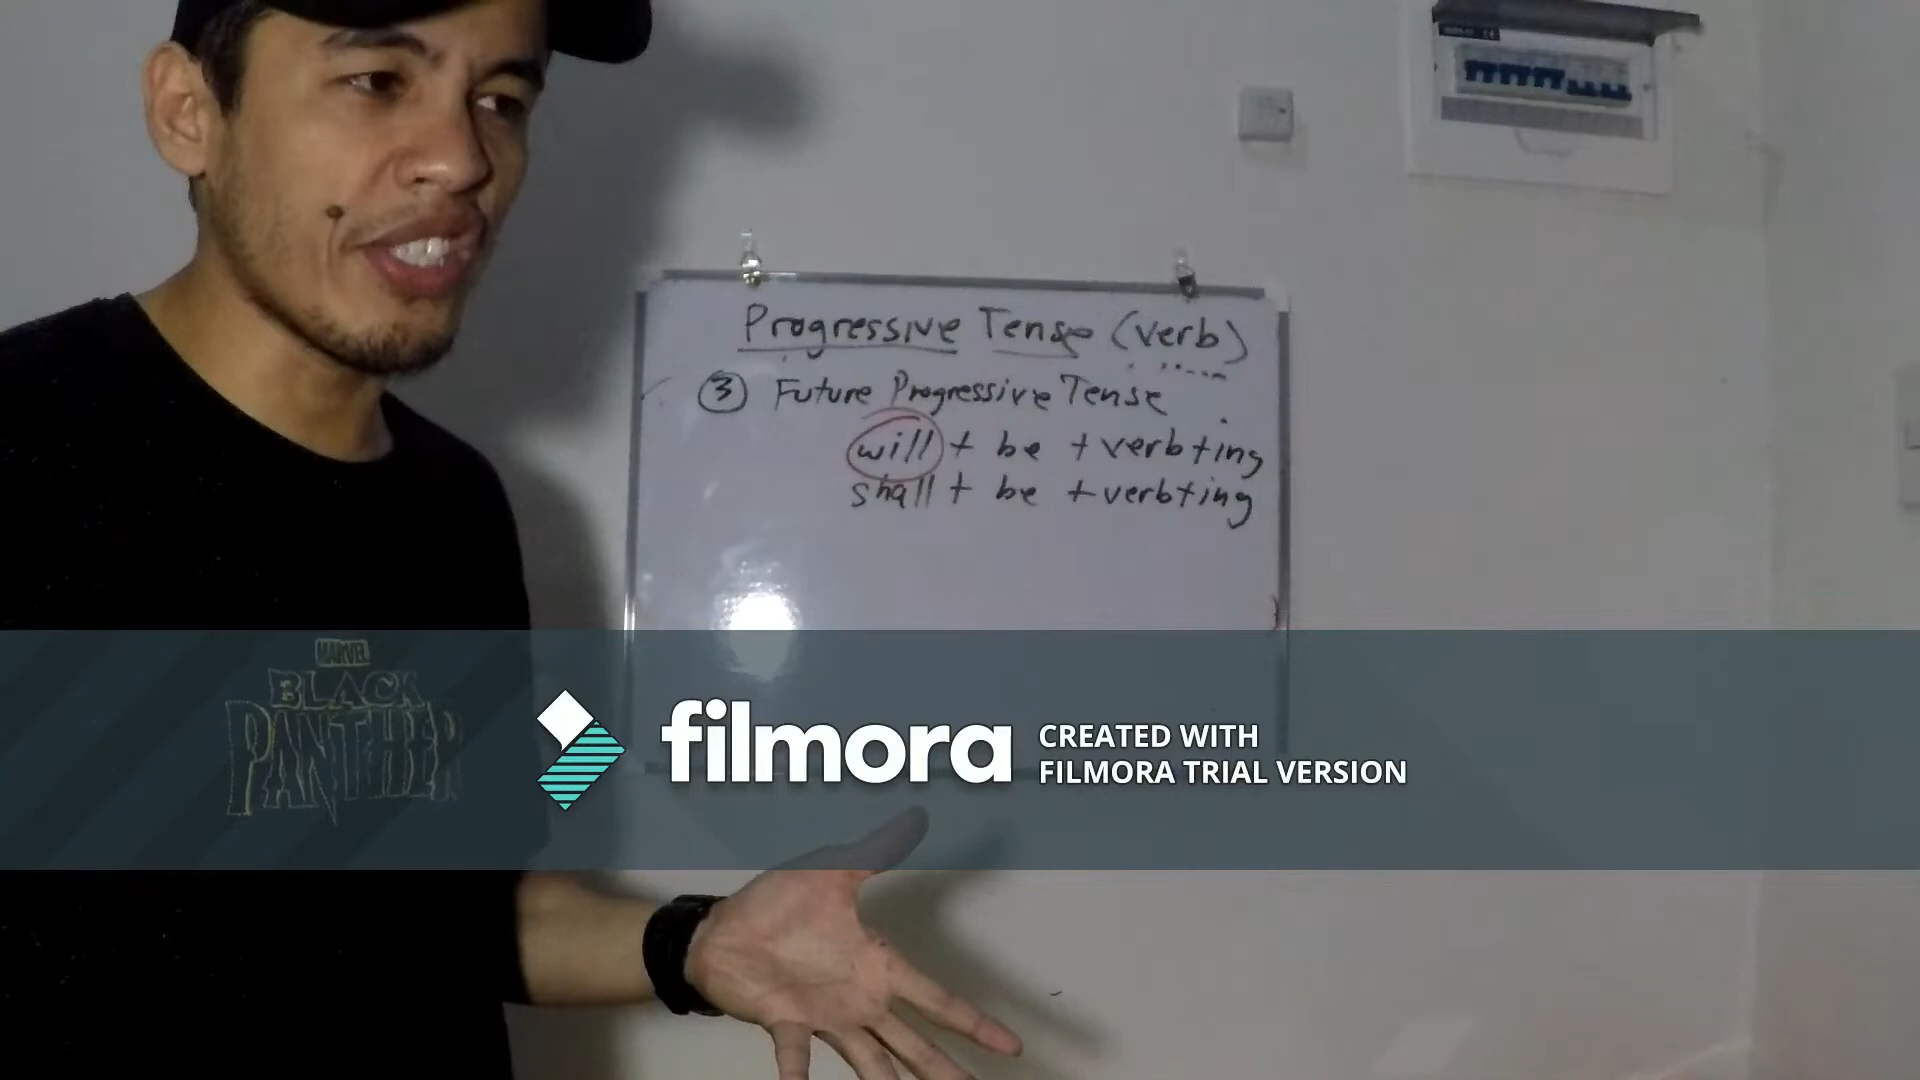 Progressive Tense (verb)
③ Future Progressive Tense
will + be + verb+ing
shall + be + verb+ing
MARVEL
BLACK
PANTHER
filmora
CREATED WITH
FILMORA TRIAL VERSION